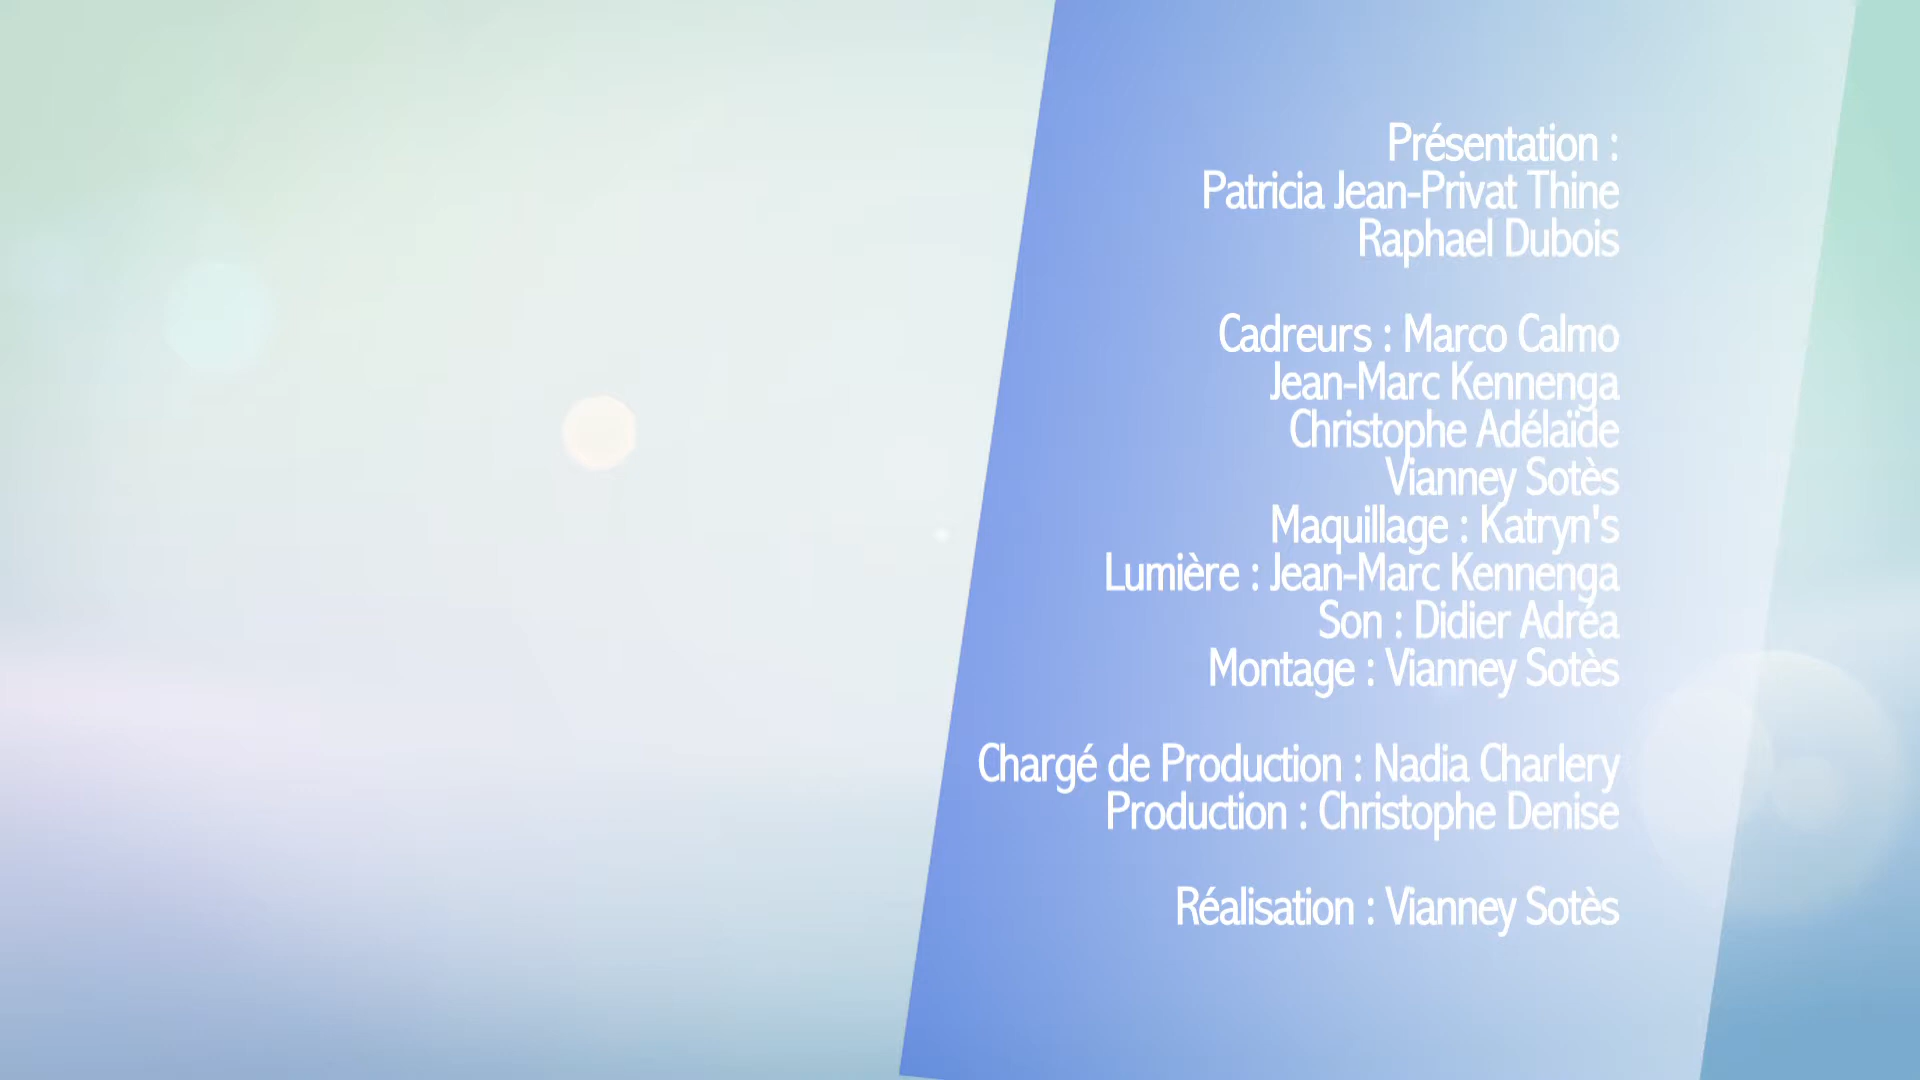 Présentation :
Patricia Jean-Privat Thine
Raphael Dubois
Cadreurs : Marco Calmo
Jean-Marc Kennenga
Christophe Adélaïde
Vianney Sotès
Maquillage : Katryn's
Lumière : Jean-Marc Kennenga
Son : Didier Adréa
Montage : Vianney Sotès
Chargé de Production : Nadia Charlery
Production : Christophe Denise
Réalisation : Vianney Sotès